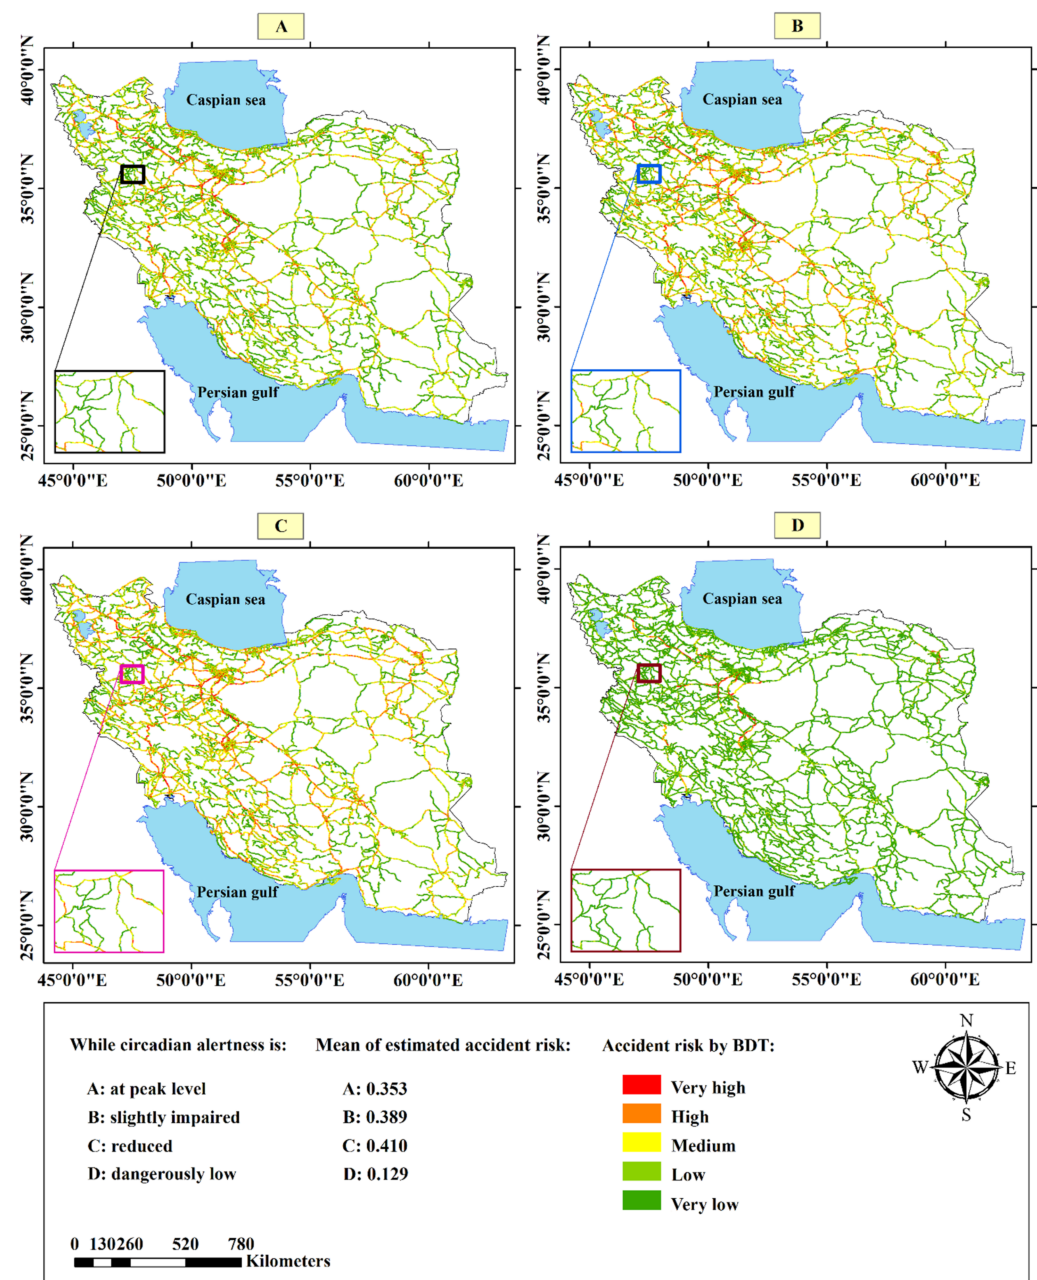 A
B
40°0'0"N
35°0'0"N
30°0'0"N
25°0'0"N
Caspian sea
Persian gulf
45°0'0"E 50°0'0"E 55°0'0"E 60°0'0"E
40°0'0"N
35°0'0"N
30°0'0"N
25°0'0"N
Caspian sea
Persian gulf
45°0'0"E 50°0'0"E 55°0'0"E 60°0'0"E
C
D
40°0'0"N
35°0'0"N
30°0'0"N
25°0'0"N
Caspian sea
Persian gulf
45°0'0"E 50°0'0"E 55°0'0"E 60°0'0"E
40°0'0"N
35°0'0"N
30°0'0"N
25°0'0"N
Caspian sea
Persian gulf
45°0'0"E 50°0'0"E 55°0'0"E 60°0'0"E
While circadian alertness is:
A: at peak level
B: slightly impaired
C: reduced
D: dangerously low
Mean of estimated accident risk:
A: 0.353
B: 0.389
C: 0.410
D: 0.129
Accident risk by BDT:
Very high
High
Medium
Low
Very low
N
W E
S
0 130 260 520 780
Kilometers